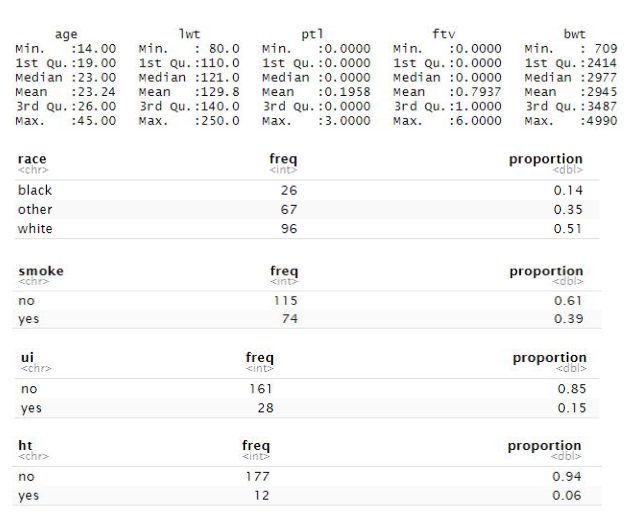 age lwt ptl ftv bwt
Min. :14.00 Min. : 80.0 Min. :0.0000 Min. :0.0000 Min. : 709
1st Qu.:19.00 1st Qu.:110.0 1st Qu.:0.0000 1st Qu.:0.0000 1st Qu.:2414
Median :23.00 Median :121.0 Median :0.0000 Median :0.0000 Median :2977
Mean :23.24 Mean :129.8 Mean :0.1958 Mean :0.7937 Mean :2945
3rd Qu.:26.00 3rd Qu.:140.0 3rd Qu.:0.0000 3rd Qu.:1.0000 3rd Qu.:3487
Max. :45.00 Max. :250.0 Max. :3.0000 Max. :6.0000 Max. :4990
race freq proportion
<chr> <int> <dbl>
black 26 0.14
other 67 0.35
white 96 0.51
smoke freq proportion
<chr> <int> <dbl>
no 115 0.61
yes 74 0.39
ui freq proportion
<chr> <int> <dbl>
no 161 0.85
yes 28 0.15
ht freq proportion
<chr> <int> <dbl>
no 177 0.94
yes 12 0.06